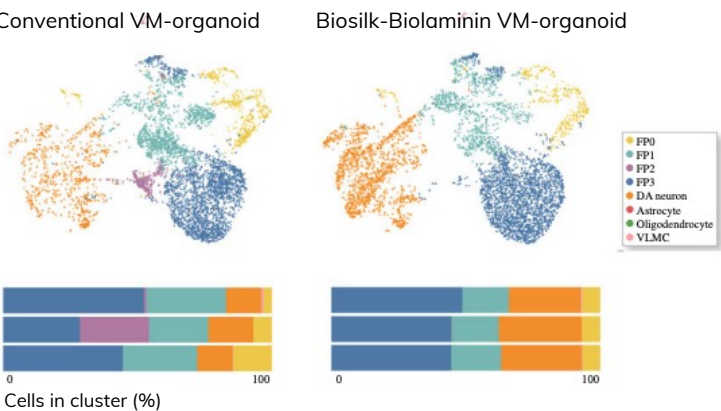 Conventional VM-organoid
Biosilk-Biolaminin VM-organoid
FP0
FP1
FP2
FP3
DA neuron
Astrocyte
Oligodendrocyte
VLMC
0 100
0 100
Cells in cluster (%)